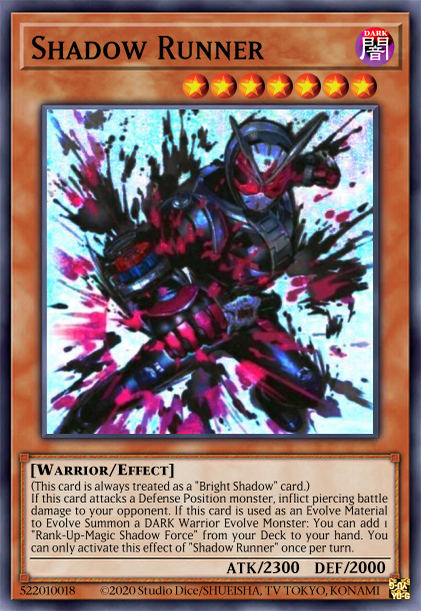 Shadow Runner
DARK
闇
[Warrior/Effect]
(This card is always treated as a "Bright Shadow" card.)
If this card attacks a Defense Position monster, inflict piercing battle
damage to your opponent. If this card is used as an Evolve Material
to Evolve Summon a DARK Warrior Evolve Monster: You can add 1
"Rank-Up-Magic Shadow Force" from your Deck to your hand. You
can only activate this effect of "Shadow Runner" once per turn.
ATK/2300 DEF/2000
522010018 ©2020 Studio Dice/SHUEISHA, TV TOKYO, KONAMI